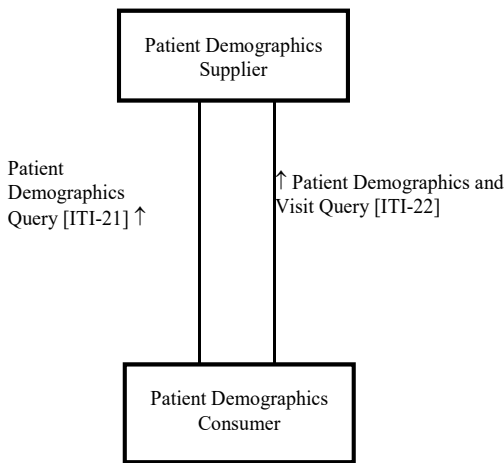 Patient Demographics
Supplier
Patient
Demographics
Query [ITI-21] ↑
↑ Patient Demographics and
Visit Query [ITI-22]
Patient Demographics
Consumer